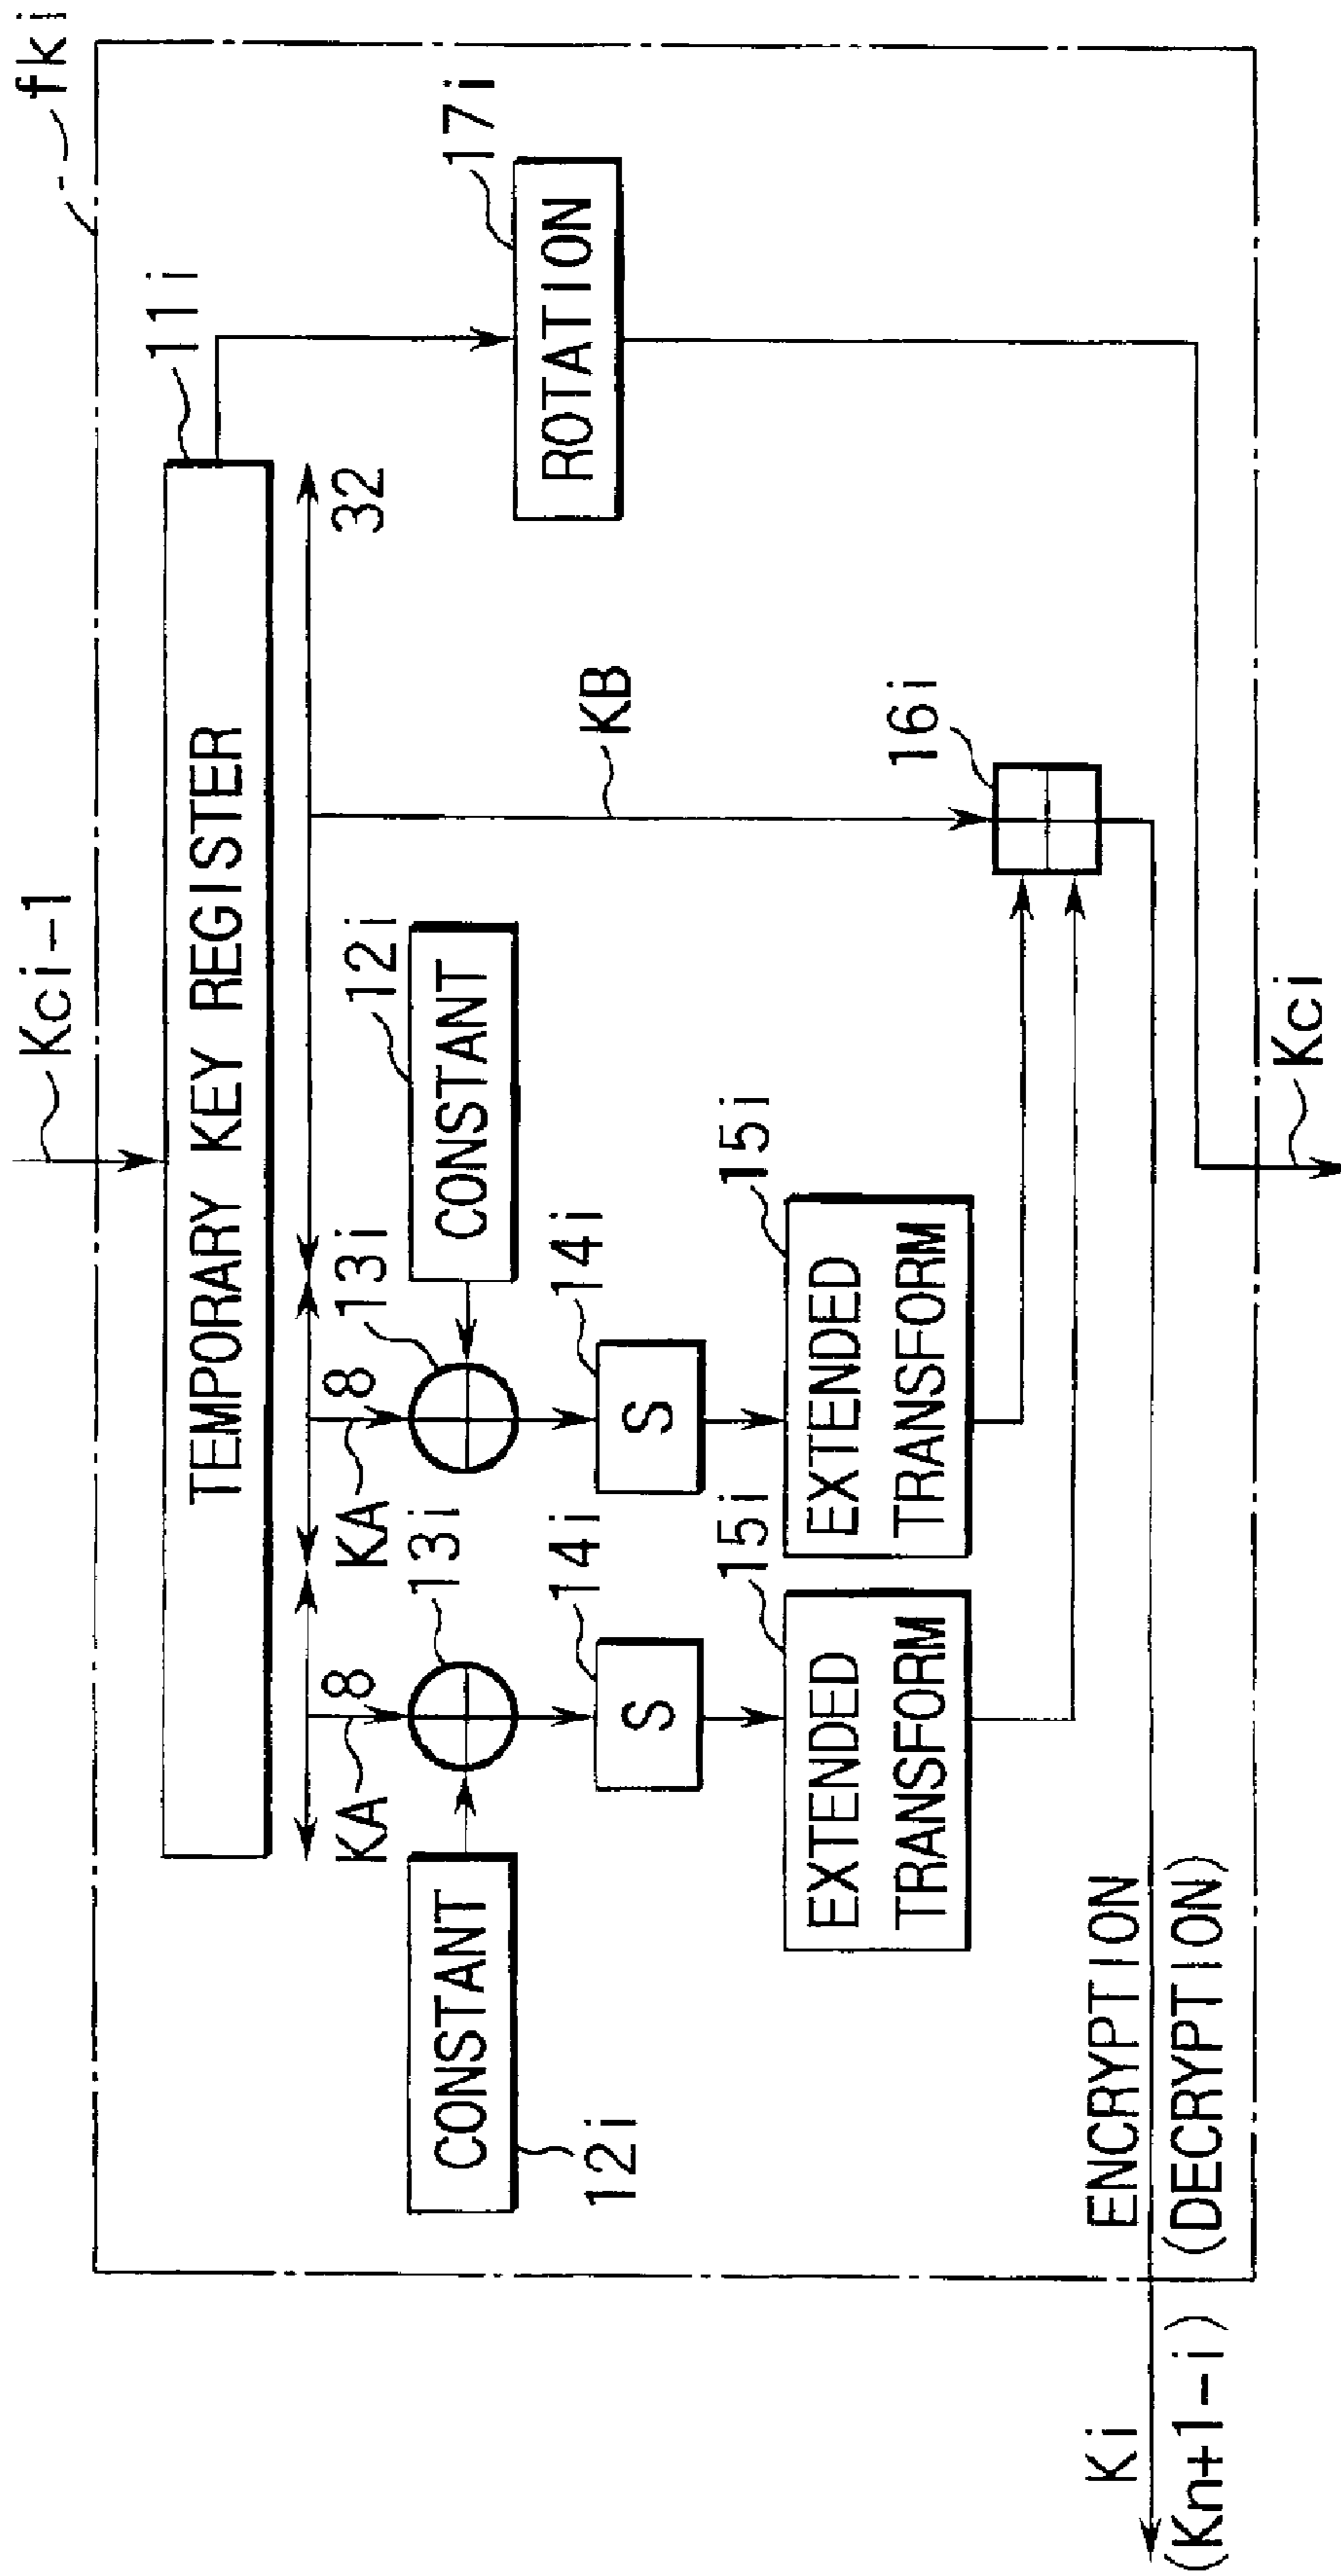 fki
Kci-1
11i
TEMPORARY KEY REGISTER
32
KA
8
KA
8
13i
13i
12i
CONSTANT
CONSTANT
12i
17i
ROTATION
14i
14i
S
S
KB
15i
15i
EXTENDED
TRANSFORM
EXTENDED
TRANSFORM
16i
Ki
ENCRYPTION
(Kn+1-i)
(DECRYPTION)
Kci